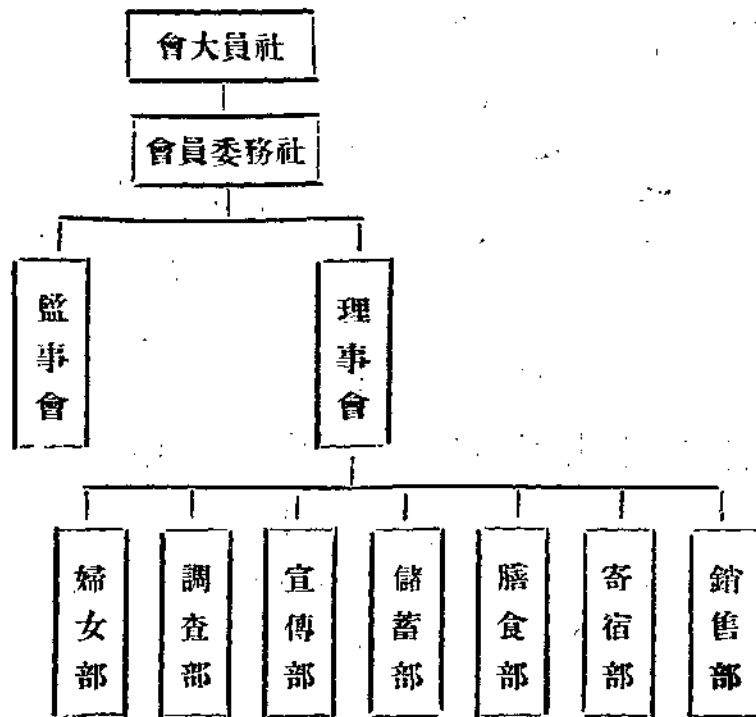 社員大會
社務委員會
理事會
監事會
銷售部
寄宿部
膳食部
儲蓄部
宣傳部
調查部
婦女部